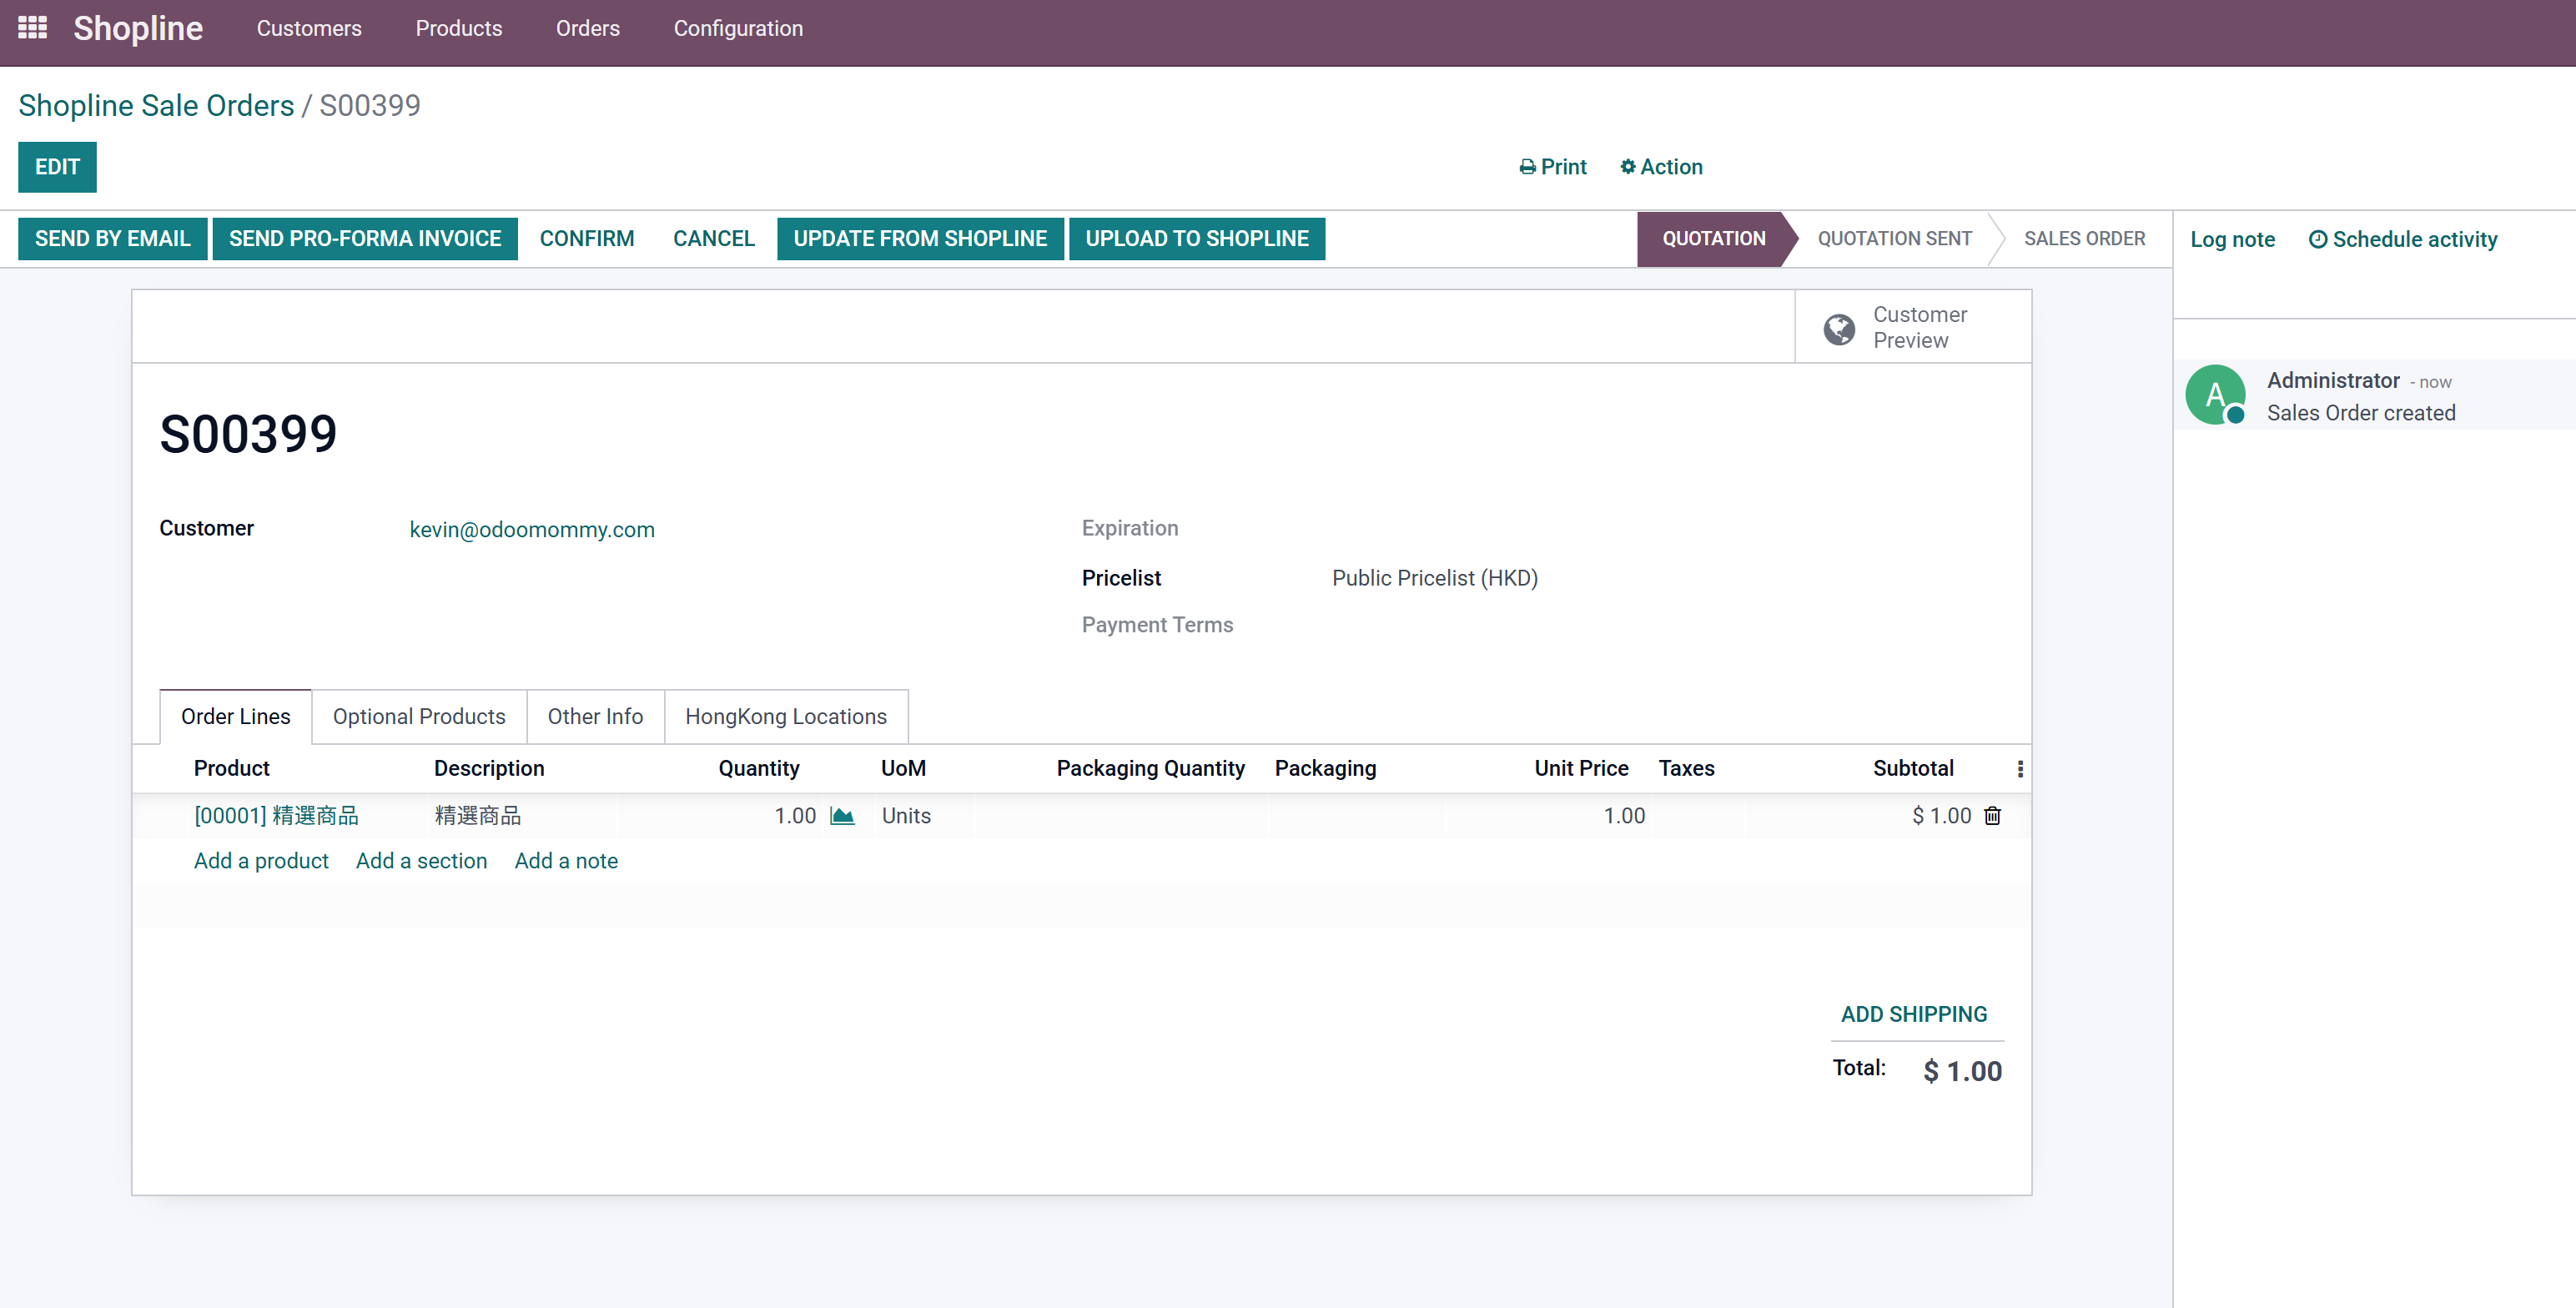 Shopline Customers Products Orders Configuration
Shopline Sale Orders / S00399
EDIT
Print Action
SEND BY EMAIL SEND PRO-FORMA INVOICE CONFIRM CANCEL UPDATE FROM SHOPLINE UPLOAD TO SHOPLINE QUOTATION QUOTATION SENT SALES ORDER
Log note Schedule activity
Customer
Preview
A
Administrator - now
Sales Order created
S00399
Customer kevin@odoomommy.com
Expiration
Pricelist Public Pricelist (HKD)
Payment Terms
Order Lines Optional Products Other Info HongKong Locations
Product Description Quantity UoM Packaging Quantity Packaging Unit Price Taxes Subtotal
[00001] 精選商品 精選商品 1.00 Units 1.00 $ 1.00
Add a product Add a section Add a note
ADD SHIPPING
Total: $ 1.00